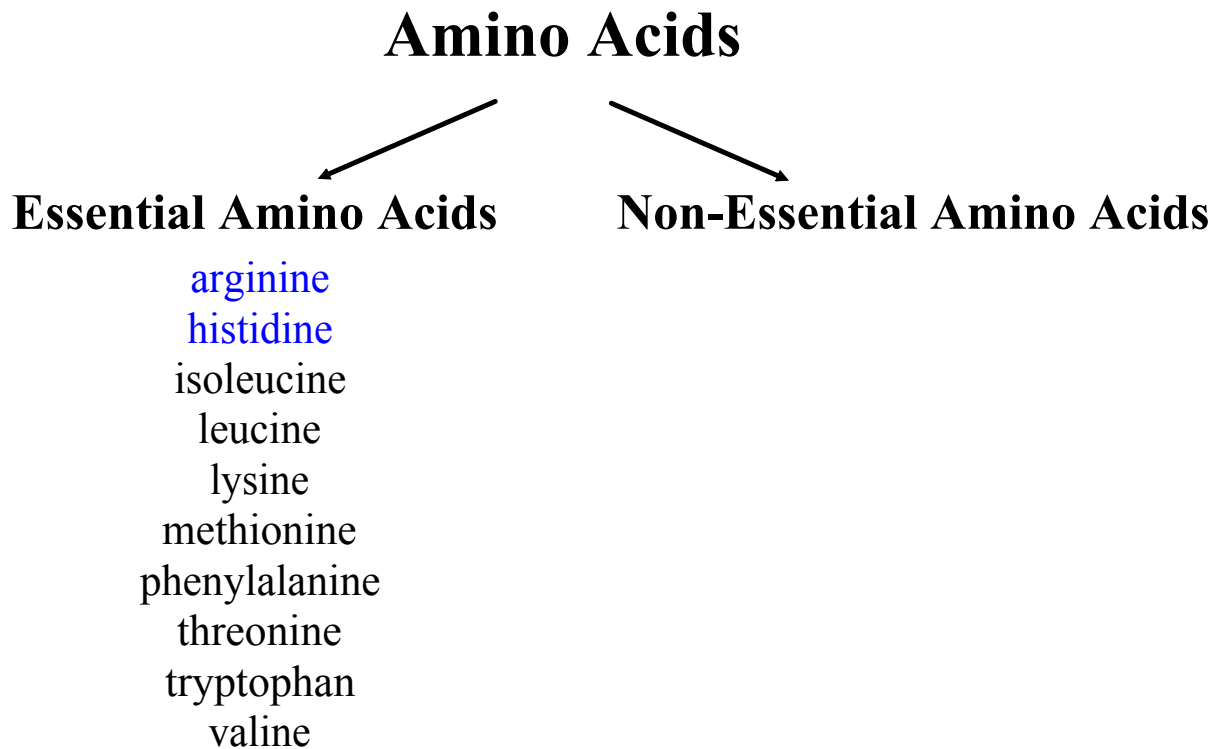 Amino Acids
Essential Amino Acids
Non-Essential Amino Acids
arginine
histidine
isoleucine
leucine
lysine
methionine
phenylalanine
threonine
tryptophan
valine